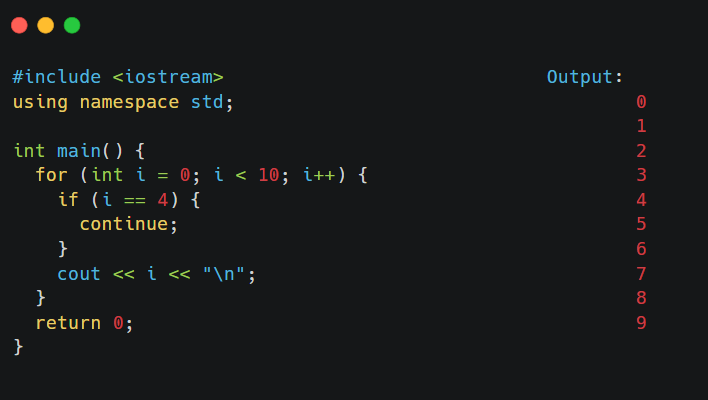 #include <iostream>
using namespace std;

int main() {
  for (int i = 0; i < 10; i++) {
    if (i == 4) {
      continue;
    }
    cout << i << "\n";
  }
  return 0;
}
Output:
0
1
2
3
4
5
6
7
8
9